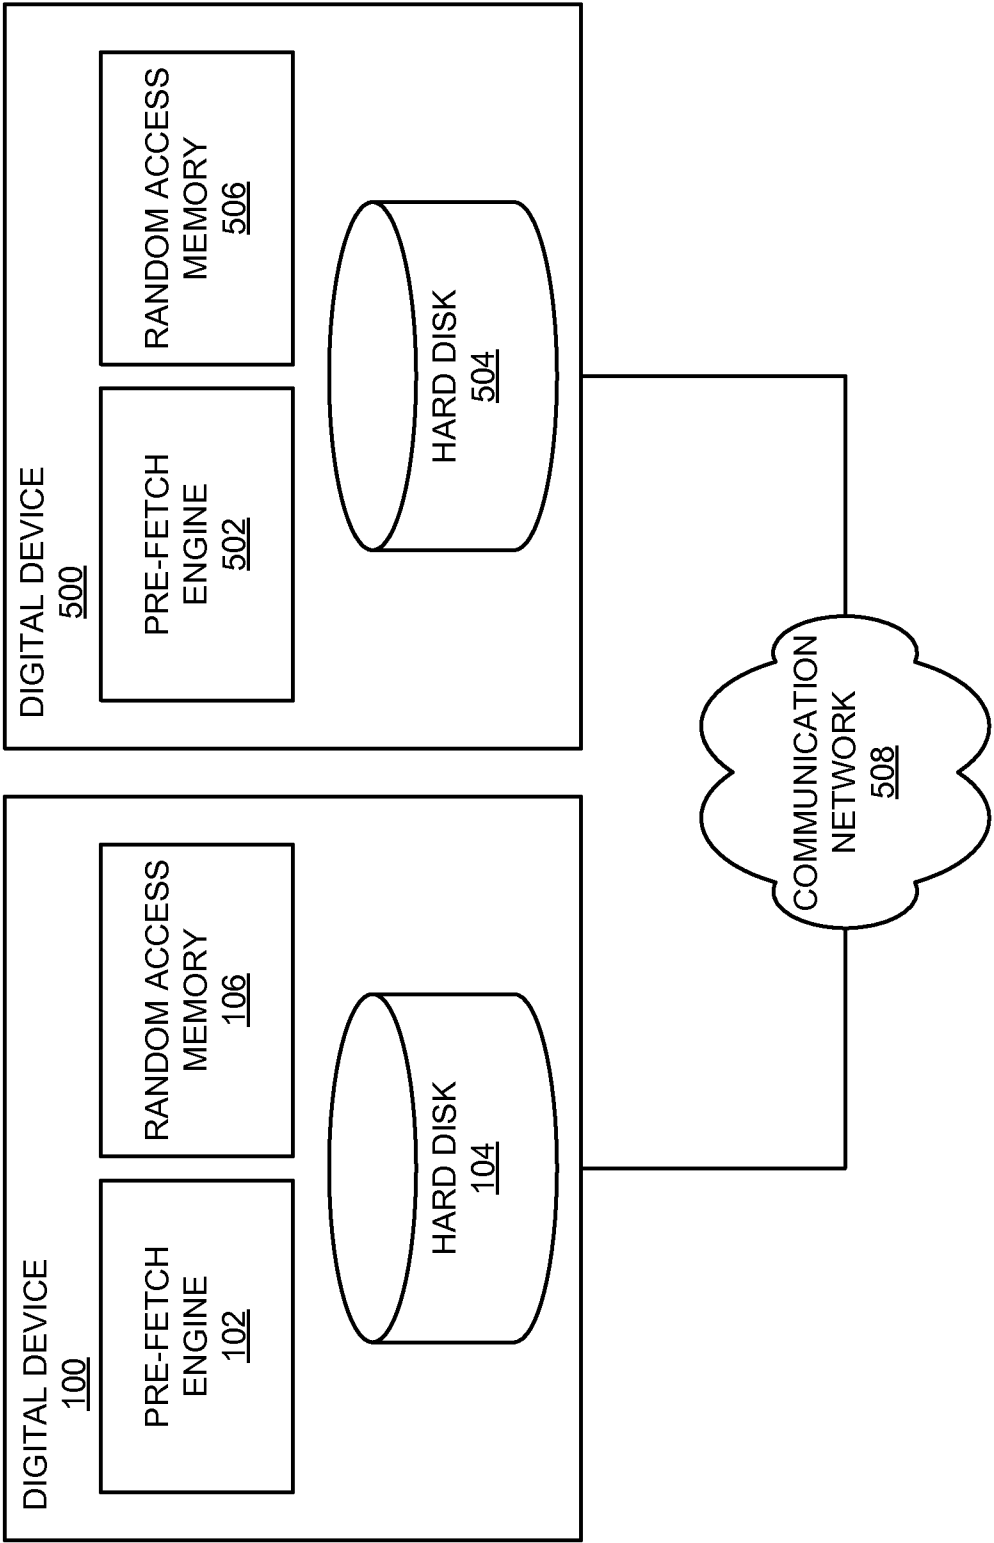 DIGITAL DEVICE
100
PRE-FETCH
ENGINE
102
RANDOM ACCESS
MEMORY
106
HARD DISK
104
DIGITAL DEVICE
500
PRE-FETCH
ENGINE
502
RANDOM ACCESS
MEMORY
506
HARD DISK
504
COMMUNICATION
NETWORK
508